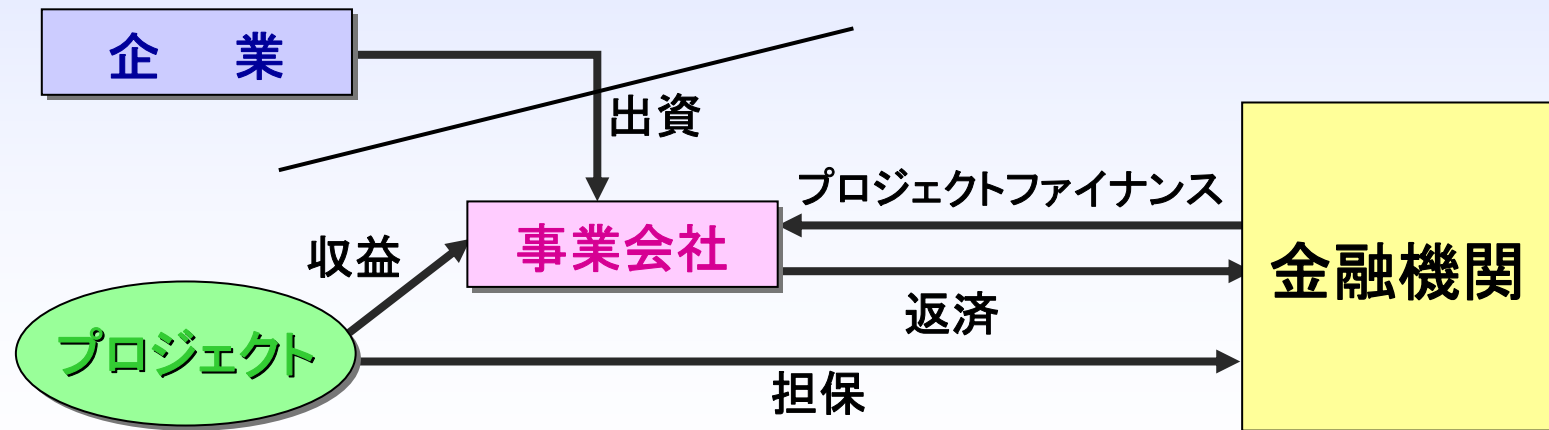 企　業
出資
プロジェクトファイナンス
事業会社
収益
金融機関
返済
プロジェクト
担保